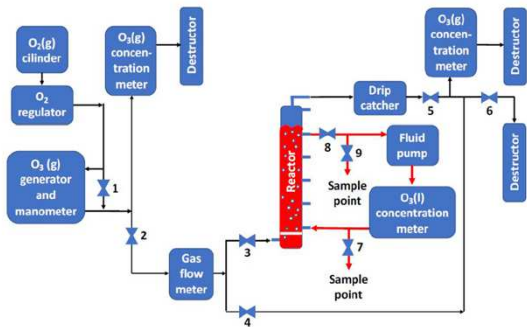 O₂(g)
cilinder
O₂
regulator
O₃ (g)
generator
and
manometer
1
2
O₃(g)
concen-
tration
meter
Destructor
Gas
flow
meter
3
4
Reactor
Drip
catcher
5
6
O₃(g)
concen-
tration
meter
Destructor
Destructor
8
9
Sample
point
Fluid
pump
O₃(l)
concentration
meter
7
Sample
point